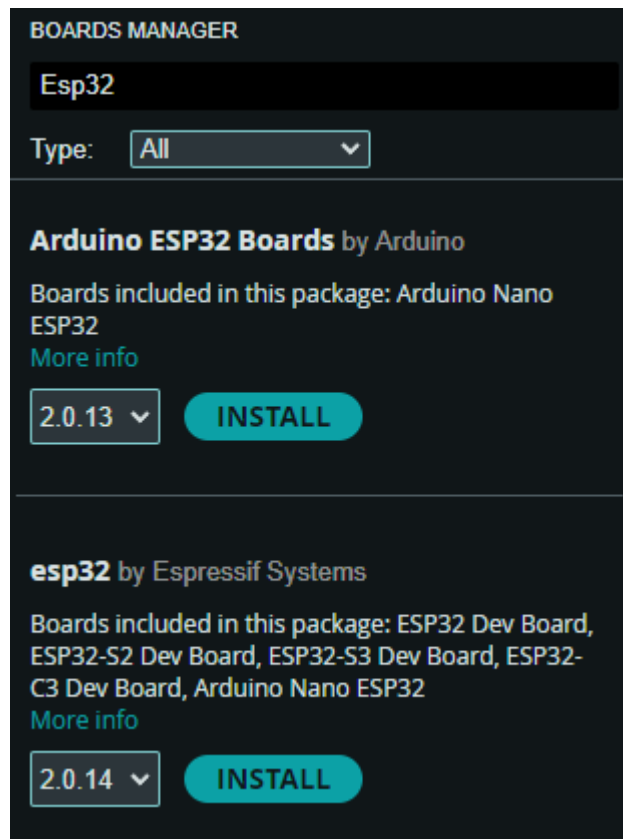 BOARDS MANAGER
Esp32
Type: All
Arduino ESP32 Boards by Arduino
Boards included in this package: Arduino Nano
ESP32
More info
2.0.13 INSTALL
esp32 by Espressif Systems
Boards included in this package: ESP32 Dev Board,
ESP32-S2 Dev Board, ESP32-S3 Dev Board, ESP32-
C3 Dev Board, Arduino Nano ESP32
More info
2.0.14 INSTALL